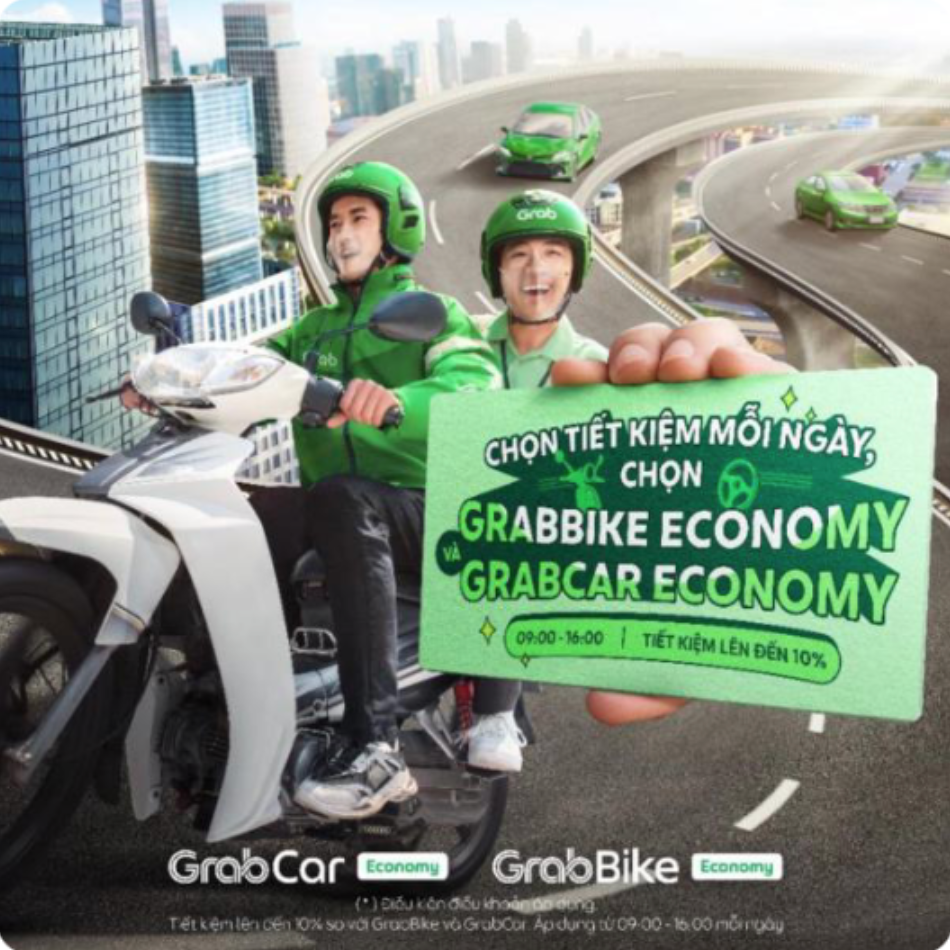 Grab
Grab
CHỌN TIẾT KIỆM MỖI NGÀY,
CHỌN
GRABBIKE ECONOMY
VÀ
GRABCAR ECONOMY
09:00 - 16:00 | TIẾT KIỆM LÊN ĐẾN 10%
GrabCar Economy GrabBike Economy
(*) Điều kiện điều khoản áp dụng.
Tiết kiệm lên đến 10% so với GrabBike và GrabCar. Áp dụng từ 09:00 - 16:00 mỗi ngày